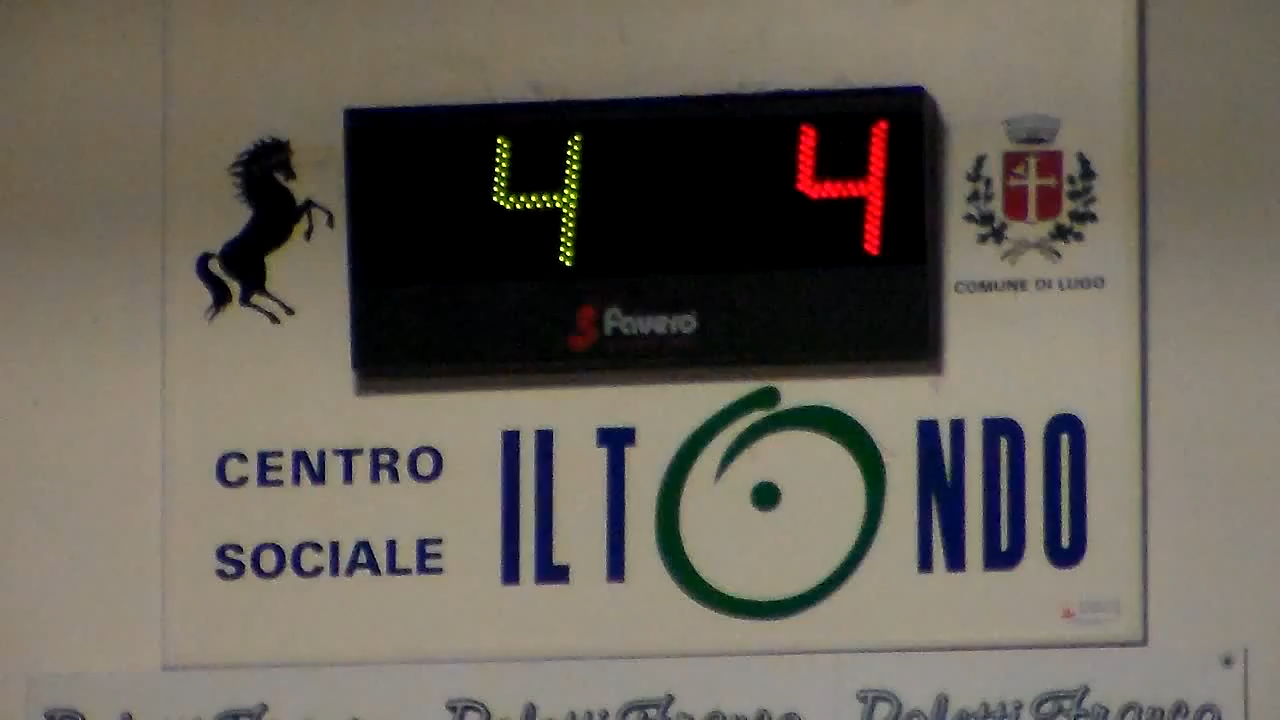 4 4
Favero
COMUNE DI LUGO
CENTRO
SOCIALE
IL TONDO